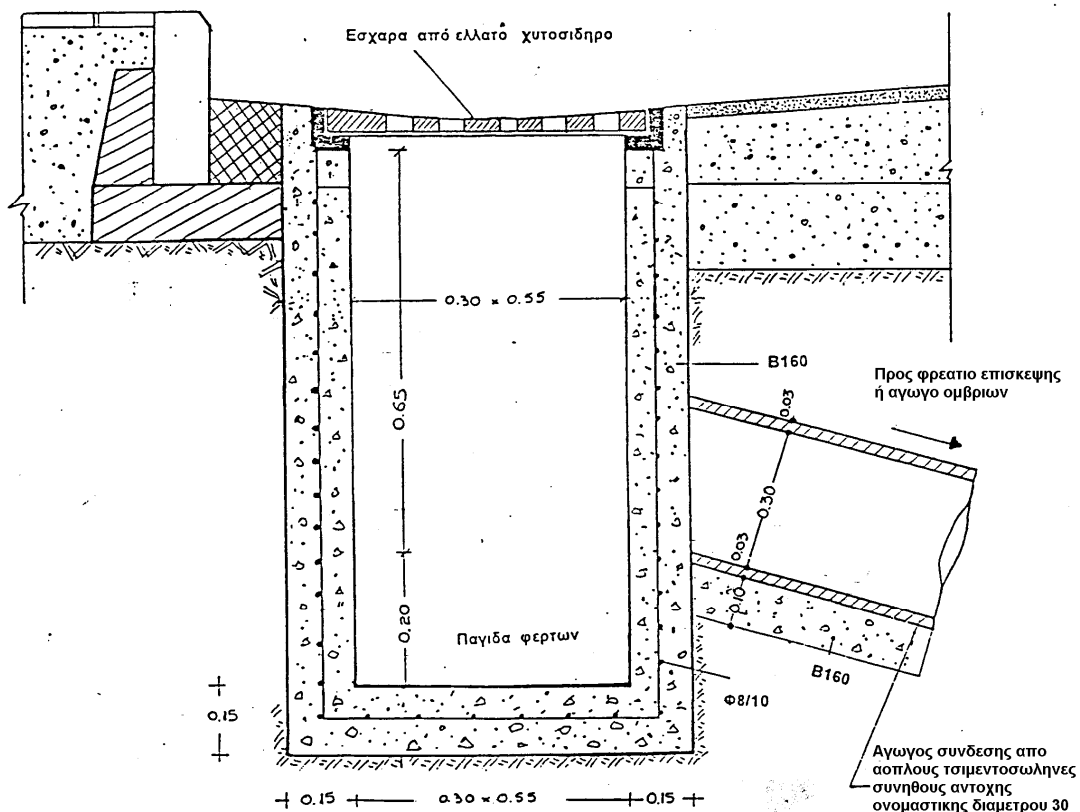 Εσχαρα από ελλατο χυτοσιδηρο
0.30 × 0.55
B160
Προς φρεατιο επισκεψης
ή αγωγο ομβριων
0.03
0.65
0.30
0.03
0.10
0.20
Παγιδα φερτων
B160
Φ8/10
0.15
Αγωγος συνδεσης απο
αοπλους τσιμεντοσωληνες
συνηθους αντοχης
ονομαστικης διαμετρου 30
0.15 0.30 × 0.55 0.15